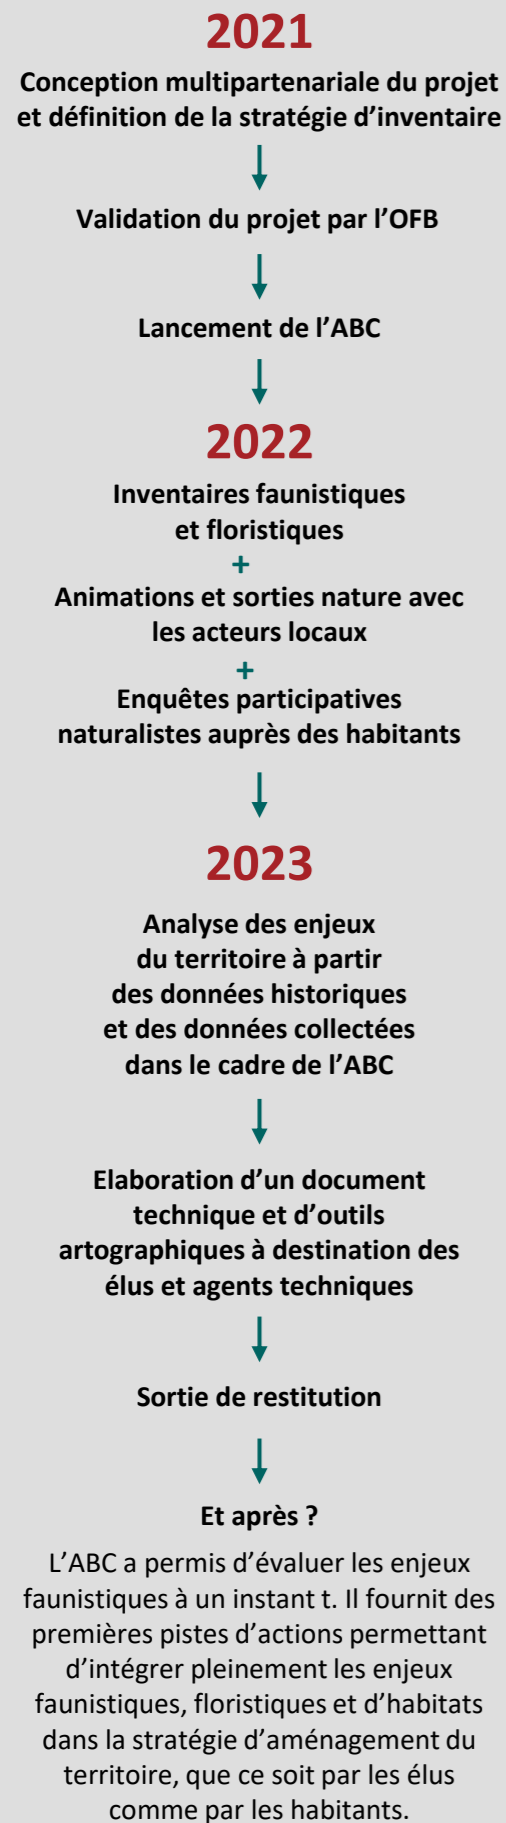 2021
Conception multipartenariale du projet
et définition de la stratégie d’inventaire
Validation du projet par l’OFB
Lancement de l’ABC
2022
Inventaires faunistiques
et floristiques
+
Animations et sorties nature avec
les acteurs locaux
+
Enquêtes participatives
naturalistes auprès des habitants
2023
Analyse des enjeux
du territoire à partir
des données historiques
et des données collectées
dans le cadre de l’ABC
Elaboration d’un document
technique et d’outils
artographiques à destination des
élus et agents techniques
Sortie de restitution
Et après ?
L’ABC a permis d’évaluer les enjeux
faunistiques à un instant t. Il fournit des
premières pistes d’actions permettant
d’intégrer pleinement les enjeux
faunistiques, floristiques et d’habitats
dans la stratégie d’aménagement du
territoire, que ce soit par les élus
comme par les habitants.